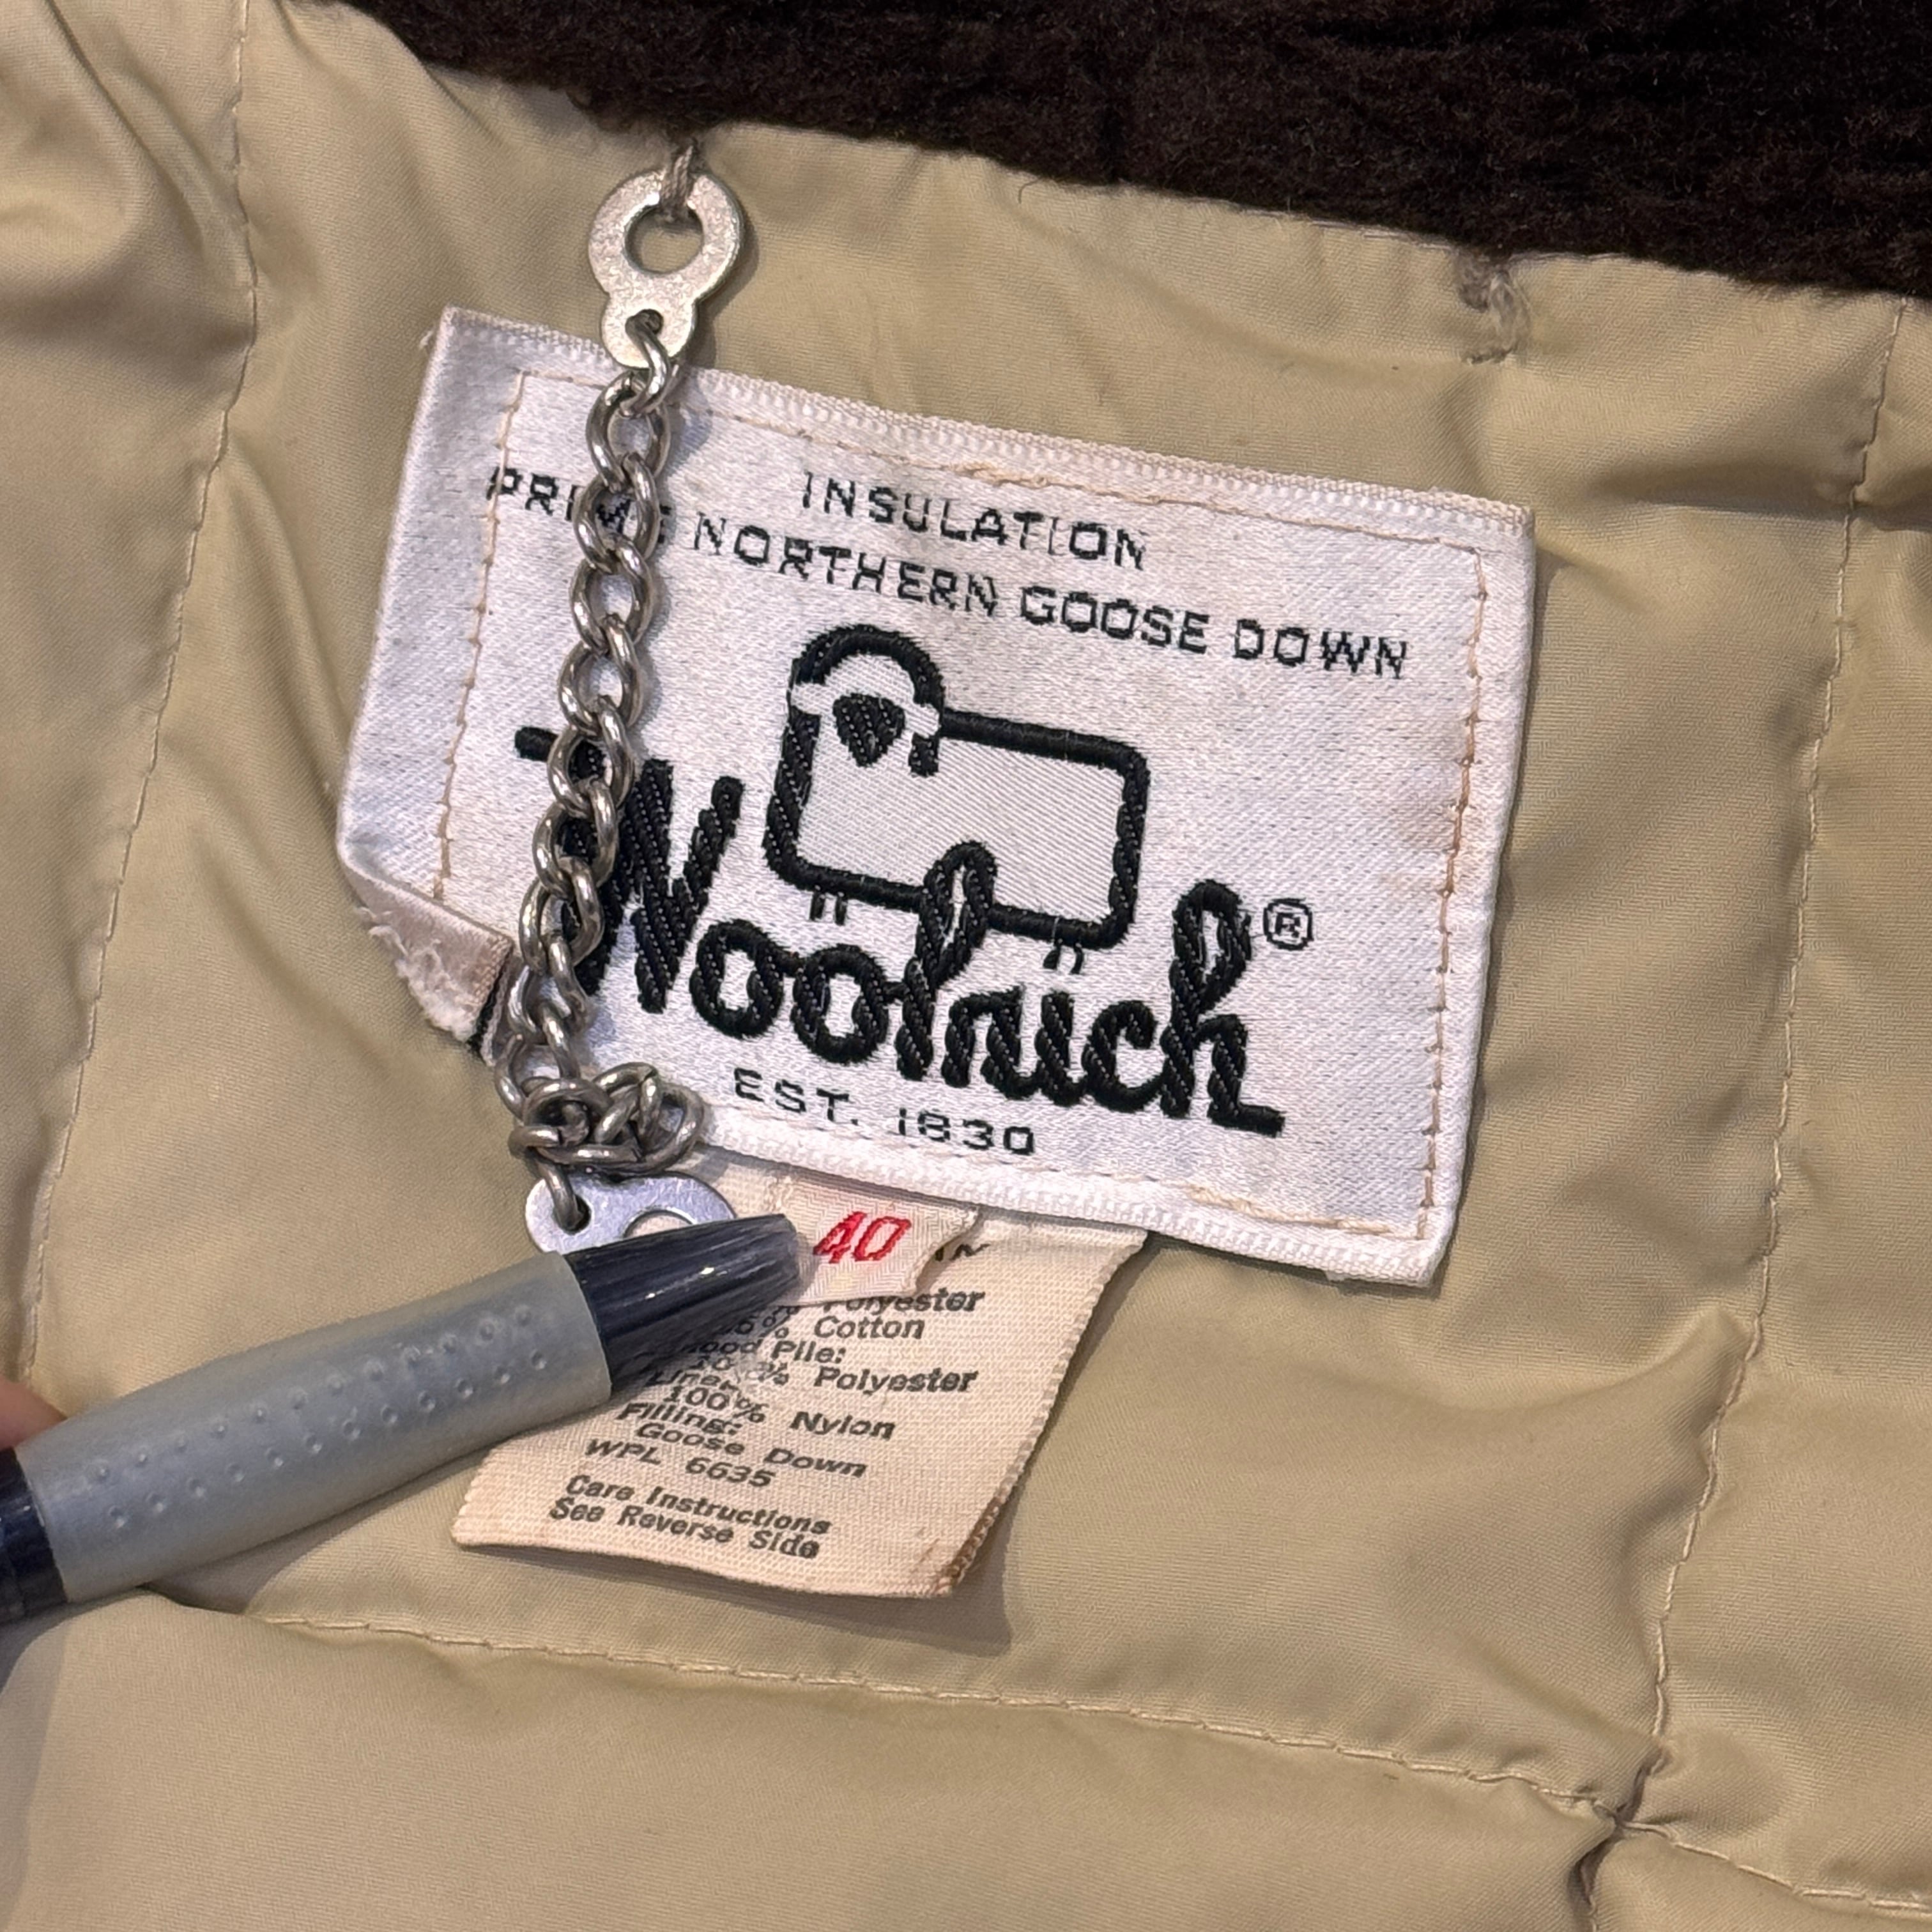 INSULATION
PRIME NORTHERN GOOSE DOWN
Woolrich®
EST. 1830
40
Polyester
% Cotton
Pile:
Polyester
100% Nylon
Filling:
Goose Down
WPL 6635
Care Instructions
See Reverse Side